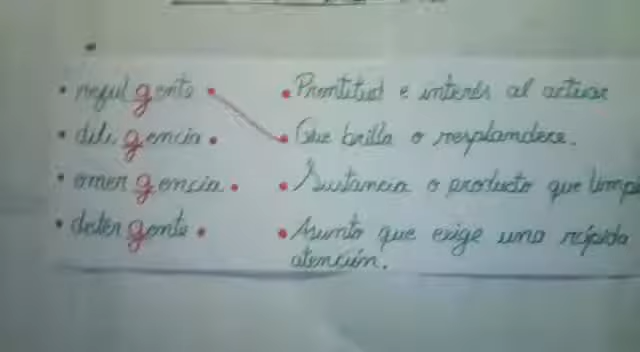 • refulgente • • Prontitud e interés al actuar
• diligencia • • Que brilla o resplandece.
• emergencia • • Sustancia o producto que limpi
• detergente • • Asunto que exige una rápida
atención.